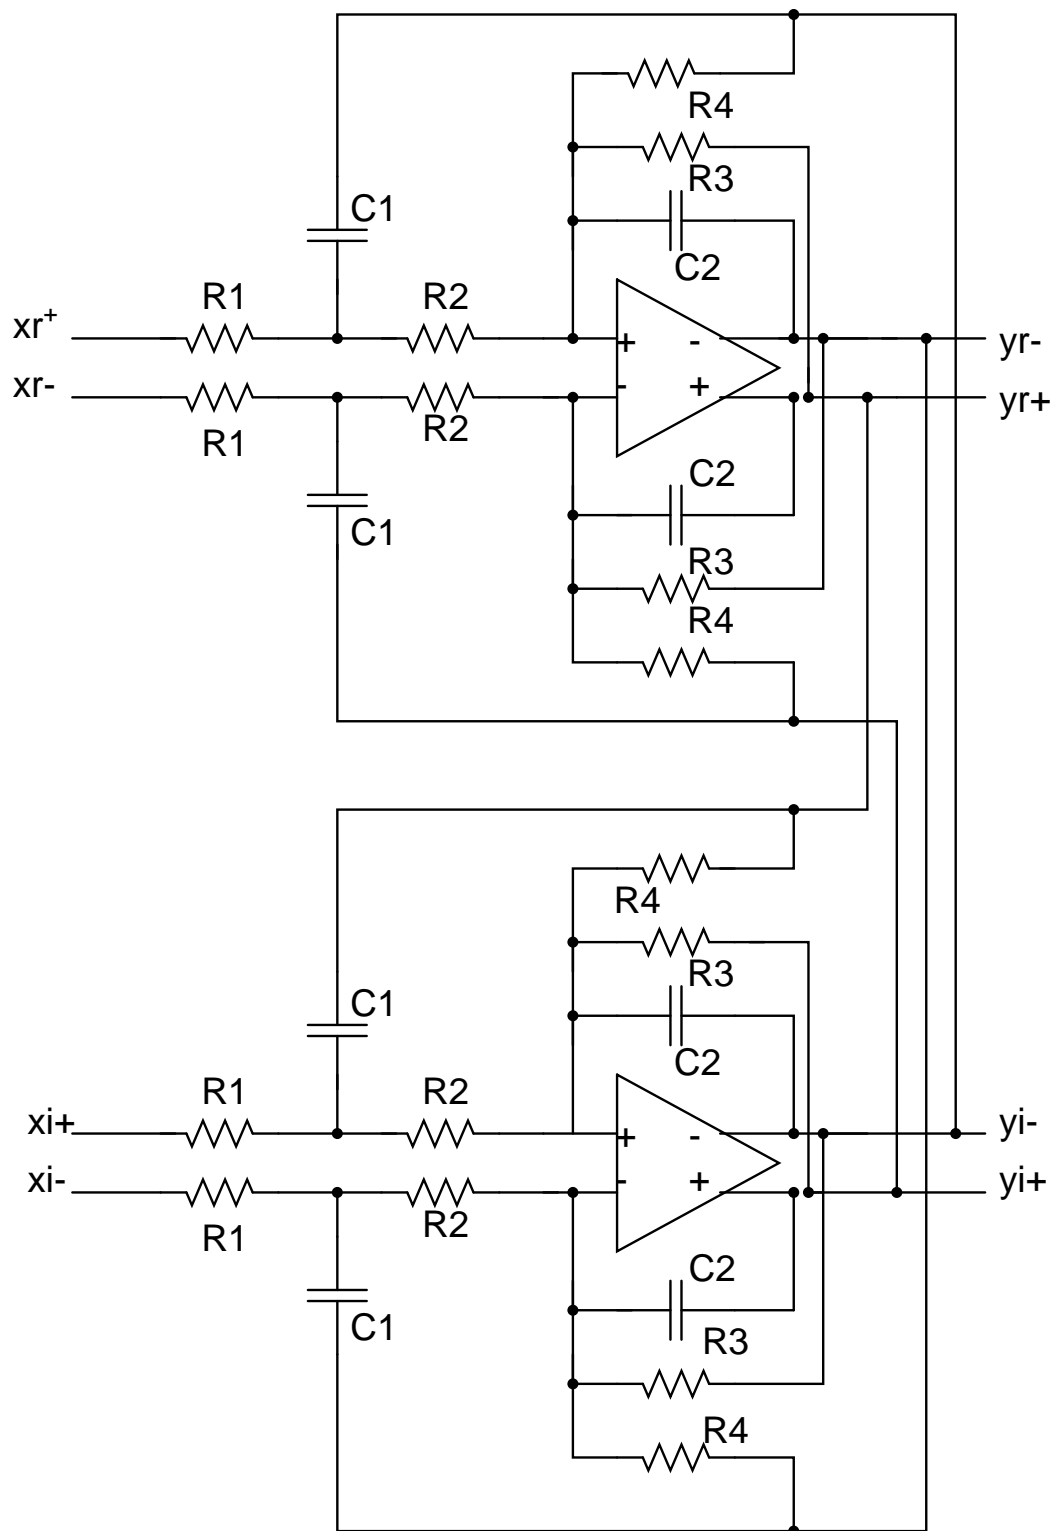 R4
R3
C1
C2
R1
R2
xr+
+
-
yr-
xr-
-
+
yr+
R1
R2
C2
C1
R3
R4
R4
R3
C1
C2
R1
R2
xi+
+
-
yi-
xi-
-
+
yi+
R1
R2
C2
C1
R3
R4